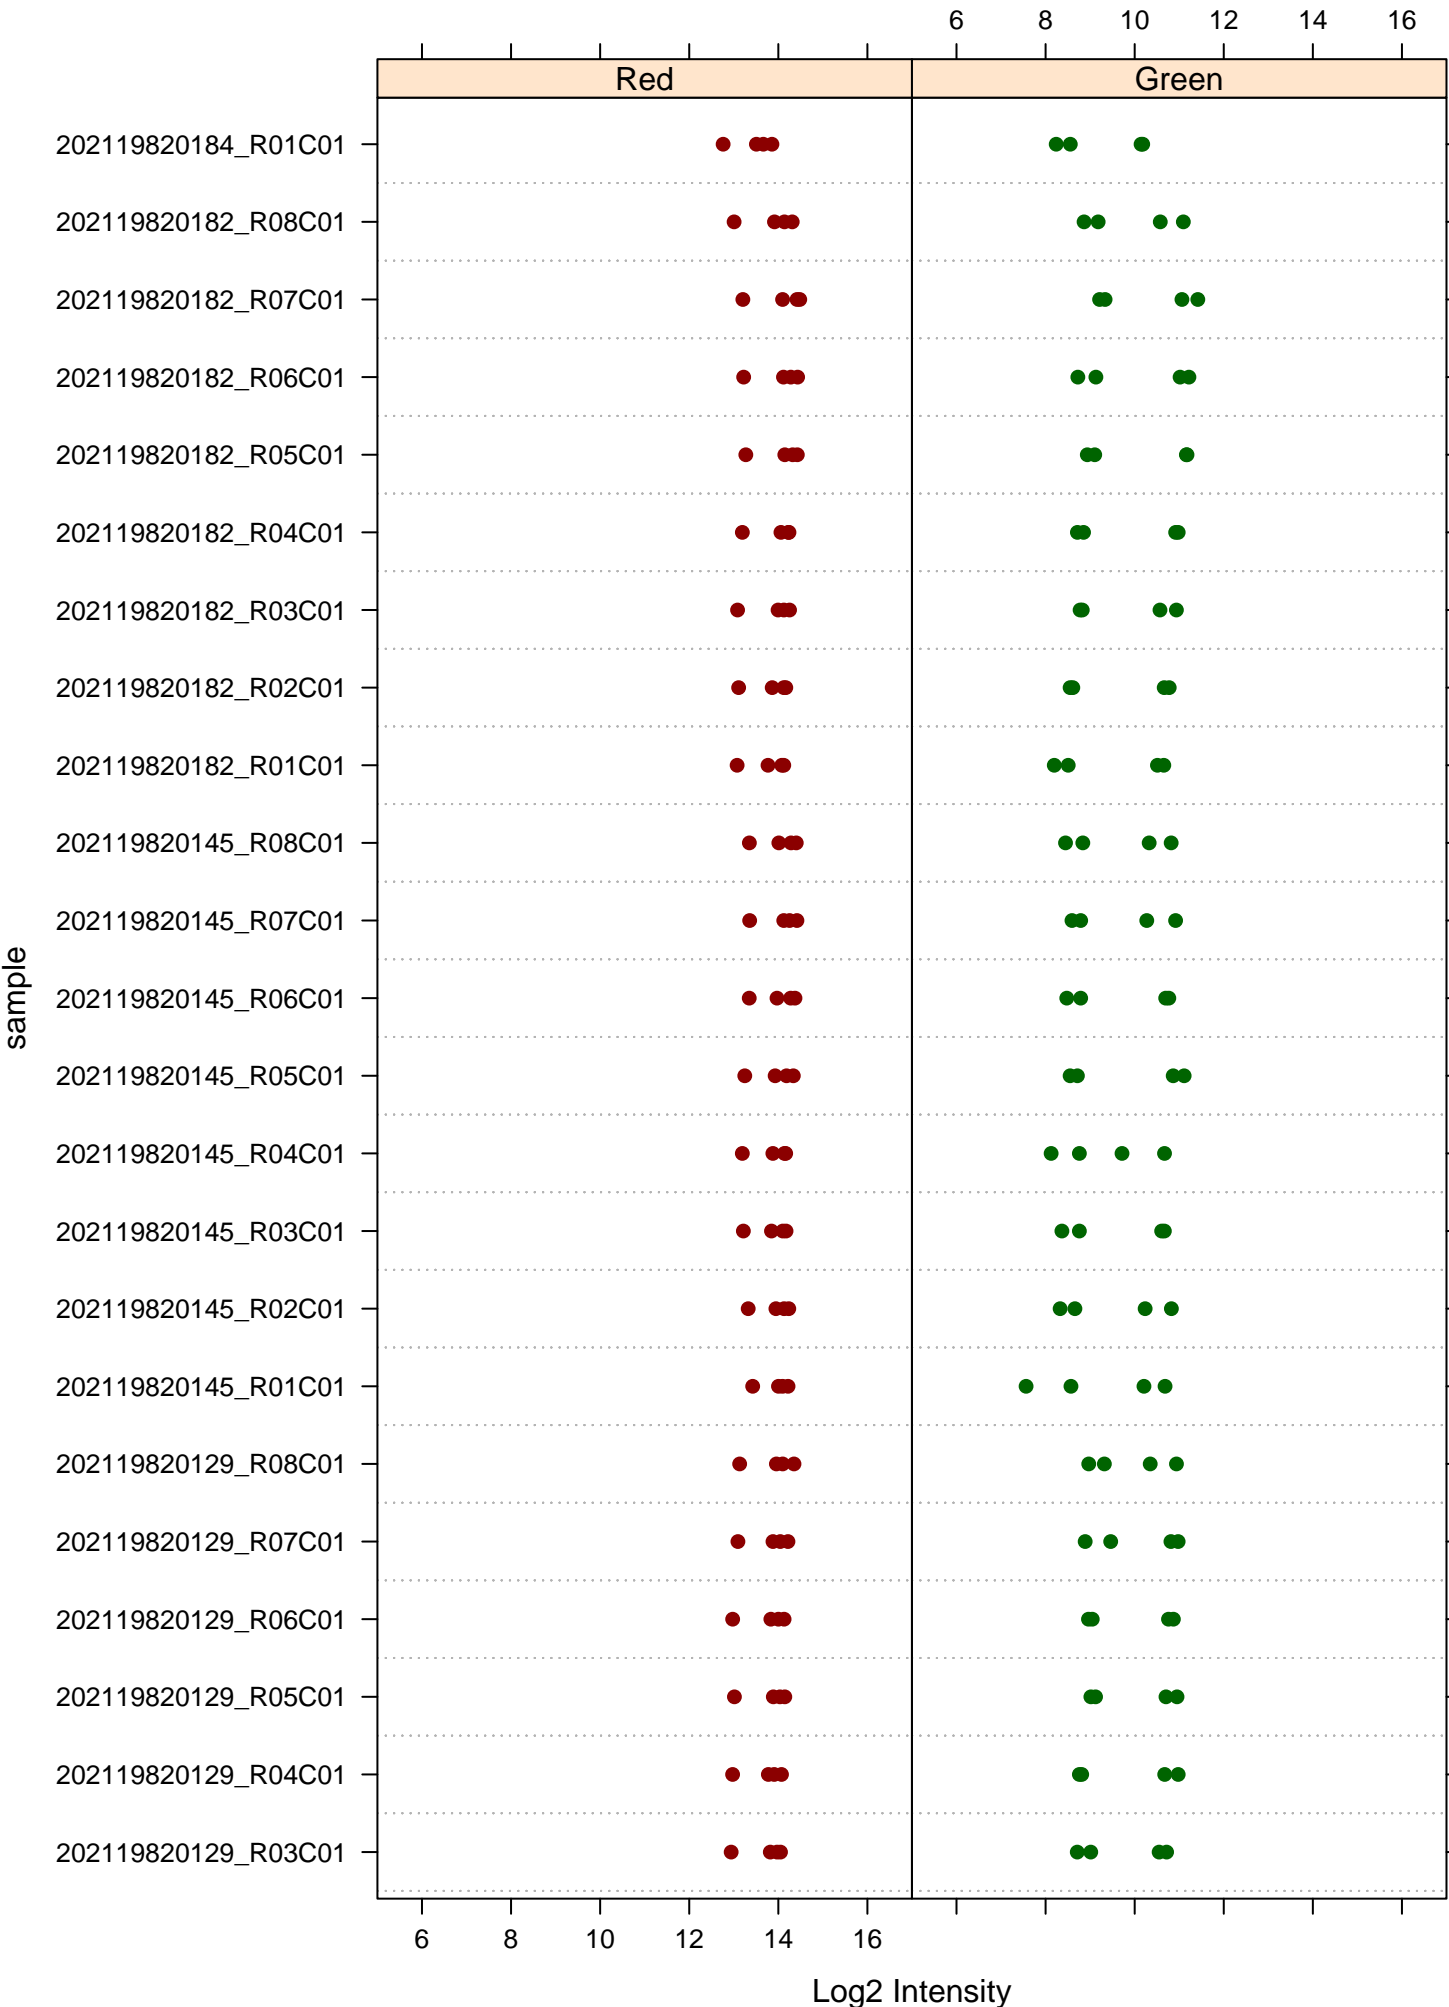 6 8 10 12 14 16
Red Green
202119820184_R01C01
202119820182_R08C01
202119820182_R07C01
202119820182_R06C01
202119820182_R05C01
202119820182_R04C01
202119820182_R03C01
202119820182_R02C01
202119820182_R01C01
202119820145_R08C01
202119820145_R07C01
202119820145_R06C01
202119820145_R05C01
202119820145_R04C01
202119820145_R03C01
202119820145_R02C01
202119820145_R01C01
202119820129_R08C01
202119820129_R07C01
202119820129_R06C01
202119820129_R05C01
202119820129_R04C01
202119820129_R03C01
sample
6 8 10 12 14 16
Log2 Intensity